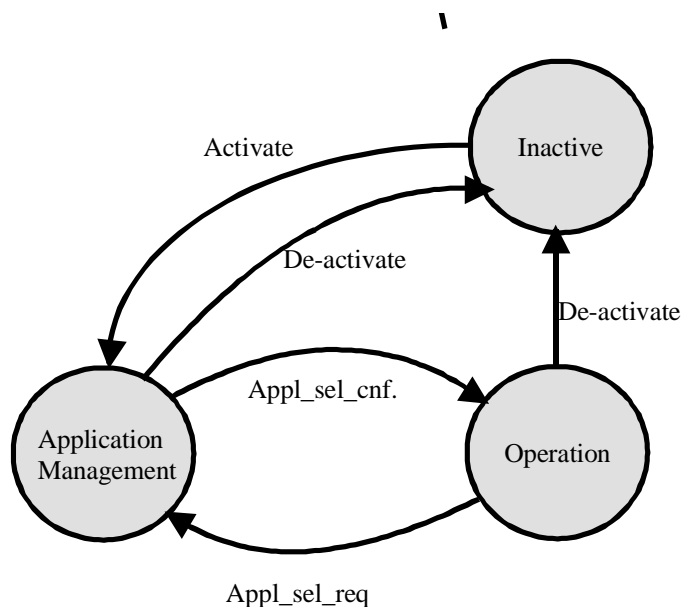 Activate
Inactive
De-activate
De-activate
Appl_sel_cnf.
Application
Management
Operation
Appl_sel_req